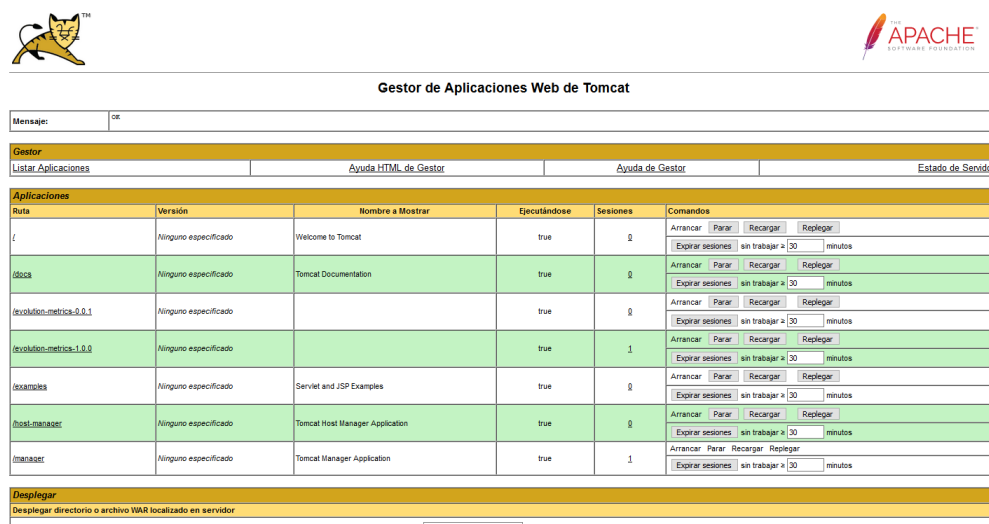 TM
THE
APACHE®
SOFTWARE FOUNDATION
Gestor de Aplicaciones Web de Tomcat
Mensaje: OK
Gestor
Listar Aplicaciones Ayuda HTML de Gestor Ayuda de Gestor Estado de Servido
Aplicaciones
Ruta Versión Nombre a Mostrar Ejecutándose Sesiones Comandos
/ Ninguno especificado Welcome to Tomcat true 0 Arrancar Parar Recargar Replegar
Expirar sesiones sin trabajar ≥ 30 minutos
/docs Ninguno especificado Tomcat Documentation true 0 Arrancar Parar Recargar Replegar
Expirar sesiones sin trabajar ≥ 30 minutos
/evolution-metrics-0.0.1 Ninguno especificado true 0 Arrancar Parar Recargar Replegar
Expirar sesiones sin trabajar ≥ 30 minutos
/evolution-metrics-1.0.0 Ninguno especificado true 1 Arrancar Parar Recargar Replegar
Expirar sesiones sin trabajar ≥ 30 minutos
/examples Ninguno especificado Servlet and JSP Examples true 0 Arrancar Parar Recargar Replegar
Expirar sesiones sin trabajar ≥ 30 minutos
/host-manager Ninguno especificado Tomcat Host Manager Application true 0 Arrancar Parar Recargar Replegar
Expirar sesiones sin trabajar ≥ 30 minutos
/manager Ninguno especificado Tomcat Manager Application true 1 Arrancar Parar Recargar Replegar
Expirar sesiones sin trabajar ≥ 30 minutos
Desplegar
Desplegar directorio o archivo WAR localizado en servidor